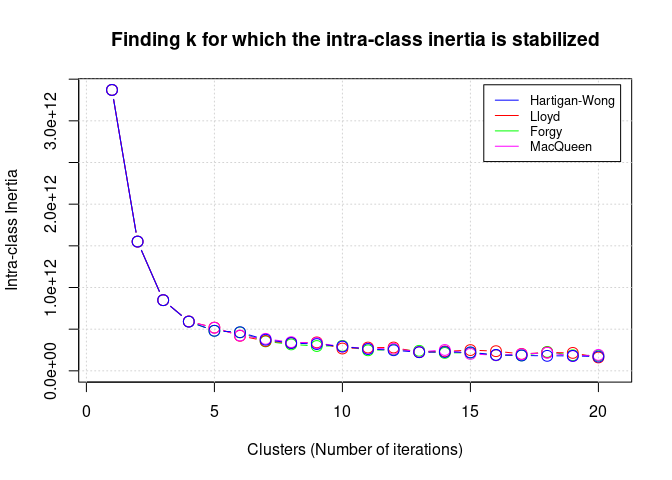 Finding k for which the intra-class inertia is stabilized
Intra-class Inertia
3.0e+12
2.0e+12
1.0e+12
0.0e+00
Hartigan-Wong
Lloyd
Forgy
MacQueen
0 5 10 15 20
Clusters (Number of iterations)